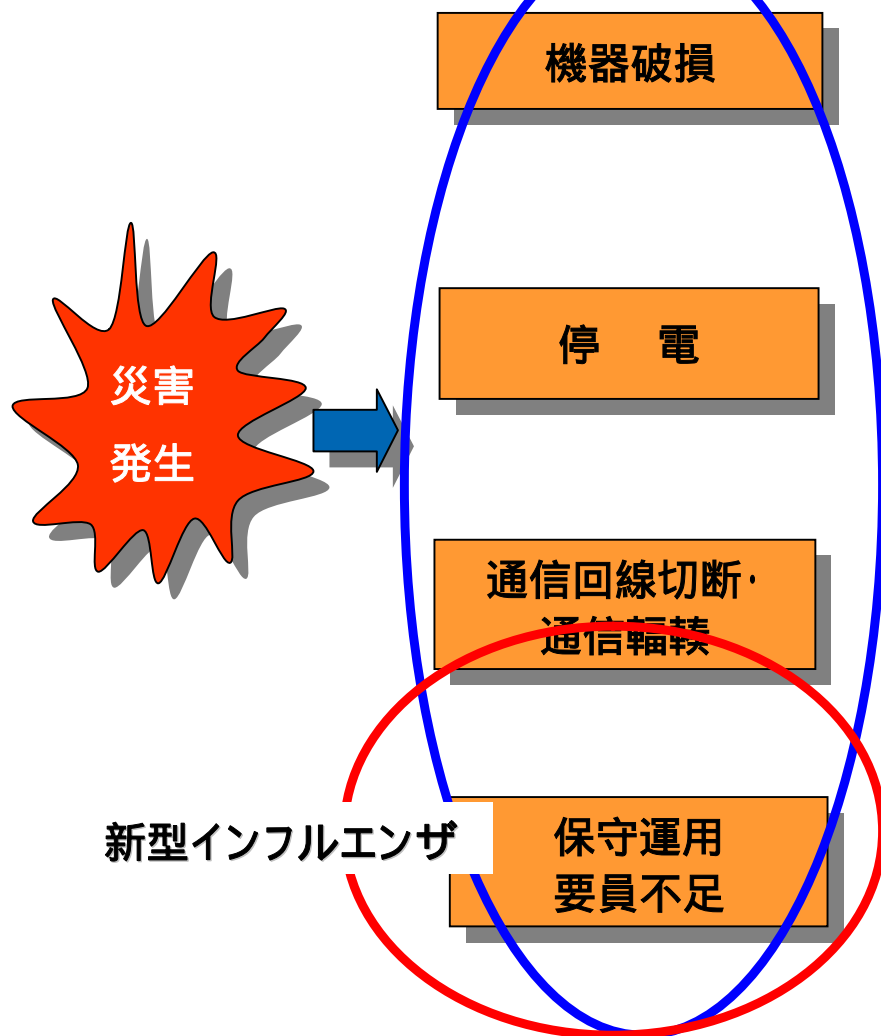 機器破損
停 電
災害
発生
通信回線切断・
通信輻輳
新型インフルエンザ
保守運用
要員不足